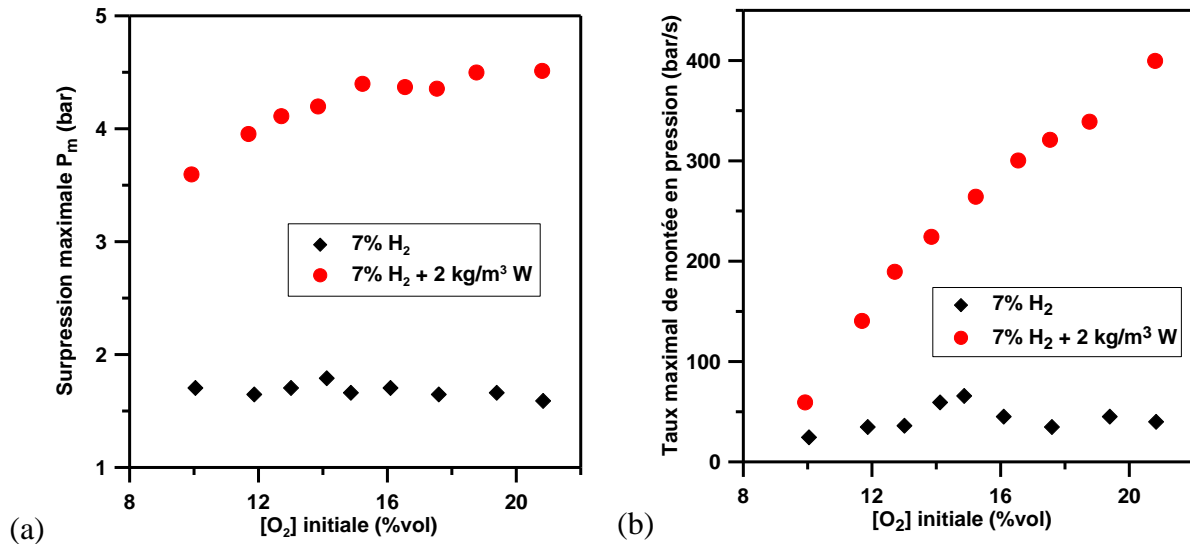 Surpression maximale Pm (bar)
5
4
3
2
1
7% H2
7% H2 + 2 kg/m³ W
8
12
16
20
[O2] initiale (%vol)
(a)
Taux maximal de montée en pression (bar/s)
400
300
200
100
0
7% H2
7% H2 + 2 kg/m³ W
8
12
16
20
[O2] initiale (%vol)
(b)